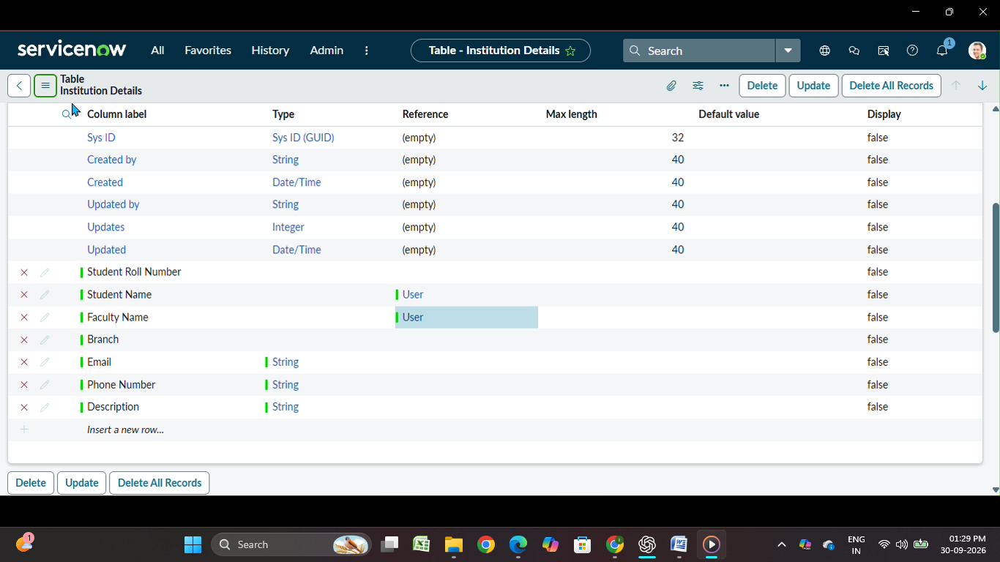 servicenow All Favorites History Admin Table - Institution Details Search 1
Table
Institution Details
Delete Update Delete All Records
Column label Type Reference Max length Default value Display
Sys ID Sys ID (GUID) (empty) 32 false
Created by String (empty) 40 false
Created Date/Time (empty) 40 false
Updated by String (empty) 40 false
Updates Integer (empty) 40 false
Updated Date/Time (empty) 40 false
Student Roll Number false
Student Name User false
Faculty Name User false
Branch false
Email String false
Phone Number String false
Description String false
Insert a new row...
Delete Update Delete All Records
1 Search ENG IN 01:29 PM 30-09-2026